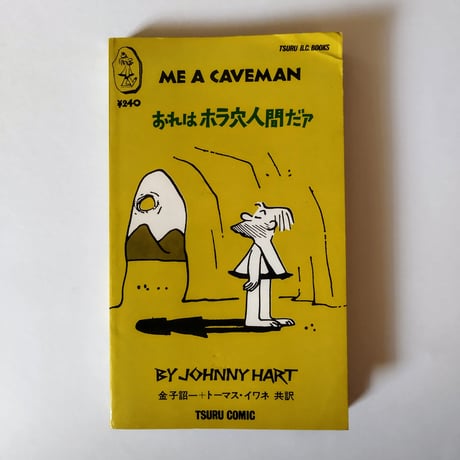 TSURU B.C. BOOKS
ME A CAVEMAN
¥240
おれはホラ穴人間だァ
BY JOHNNY HART
金子詔一+トーマス・イワネ 共訳
TSURU COMIC